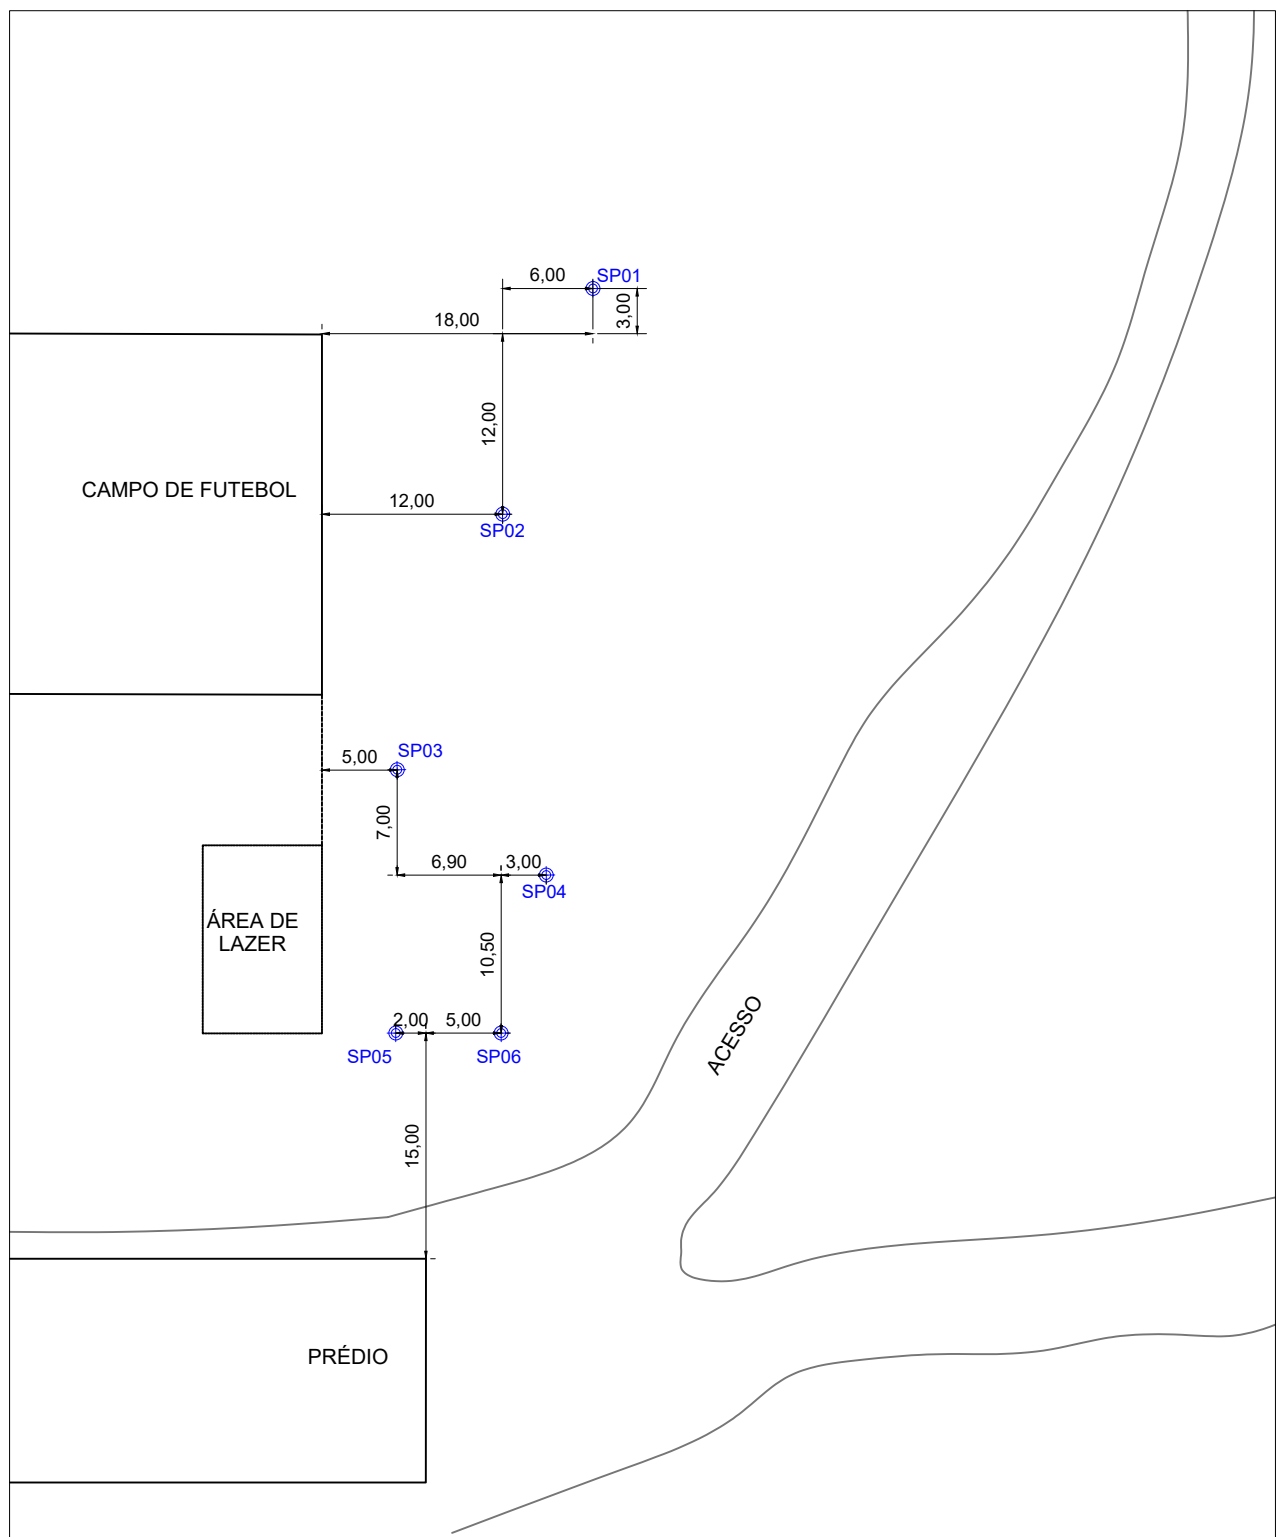 6,00
SP01
3,00
18,00
12,00
CAMPO DE FUTEBOL
12,00
SP02
SP03
5,00
7,00
6,90
3,00
SP04
ÁREA DE
LAZER
10,50
2,00
5,00
SP05
SP06
ACESSO
15,00
PRÉDIO